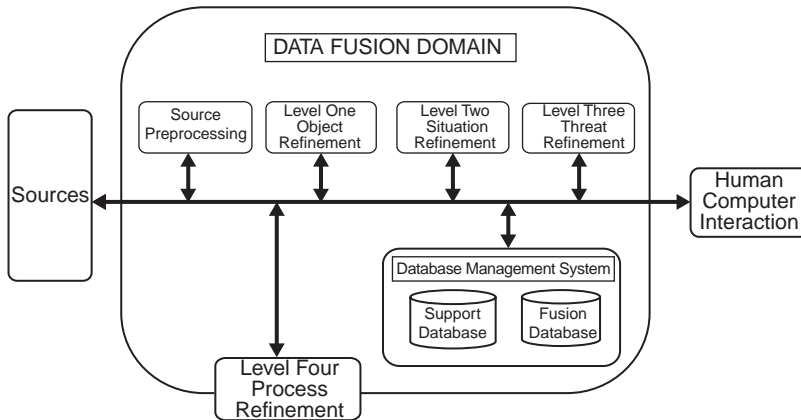 DATA FUSION DOMAIN
Source
Preprocessing
Level One
Object
Refinement
Level Two
Situation
Refinement
Level Three
Threat
Refinement
Sources
Human
Computer
Interaction
Database Management System
Support
Database
Fusion
Database
Level Four
Process
Refinement